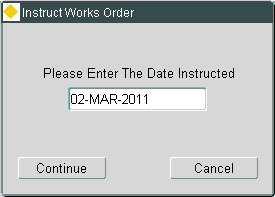 Instruct Works Order
Please Enter The Date Instructed
02-MAR-2011
Continue
Cancel